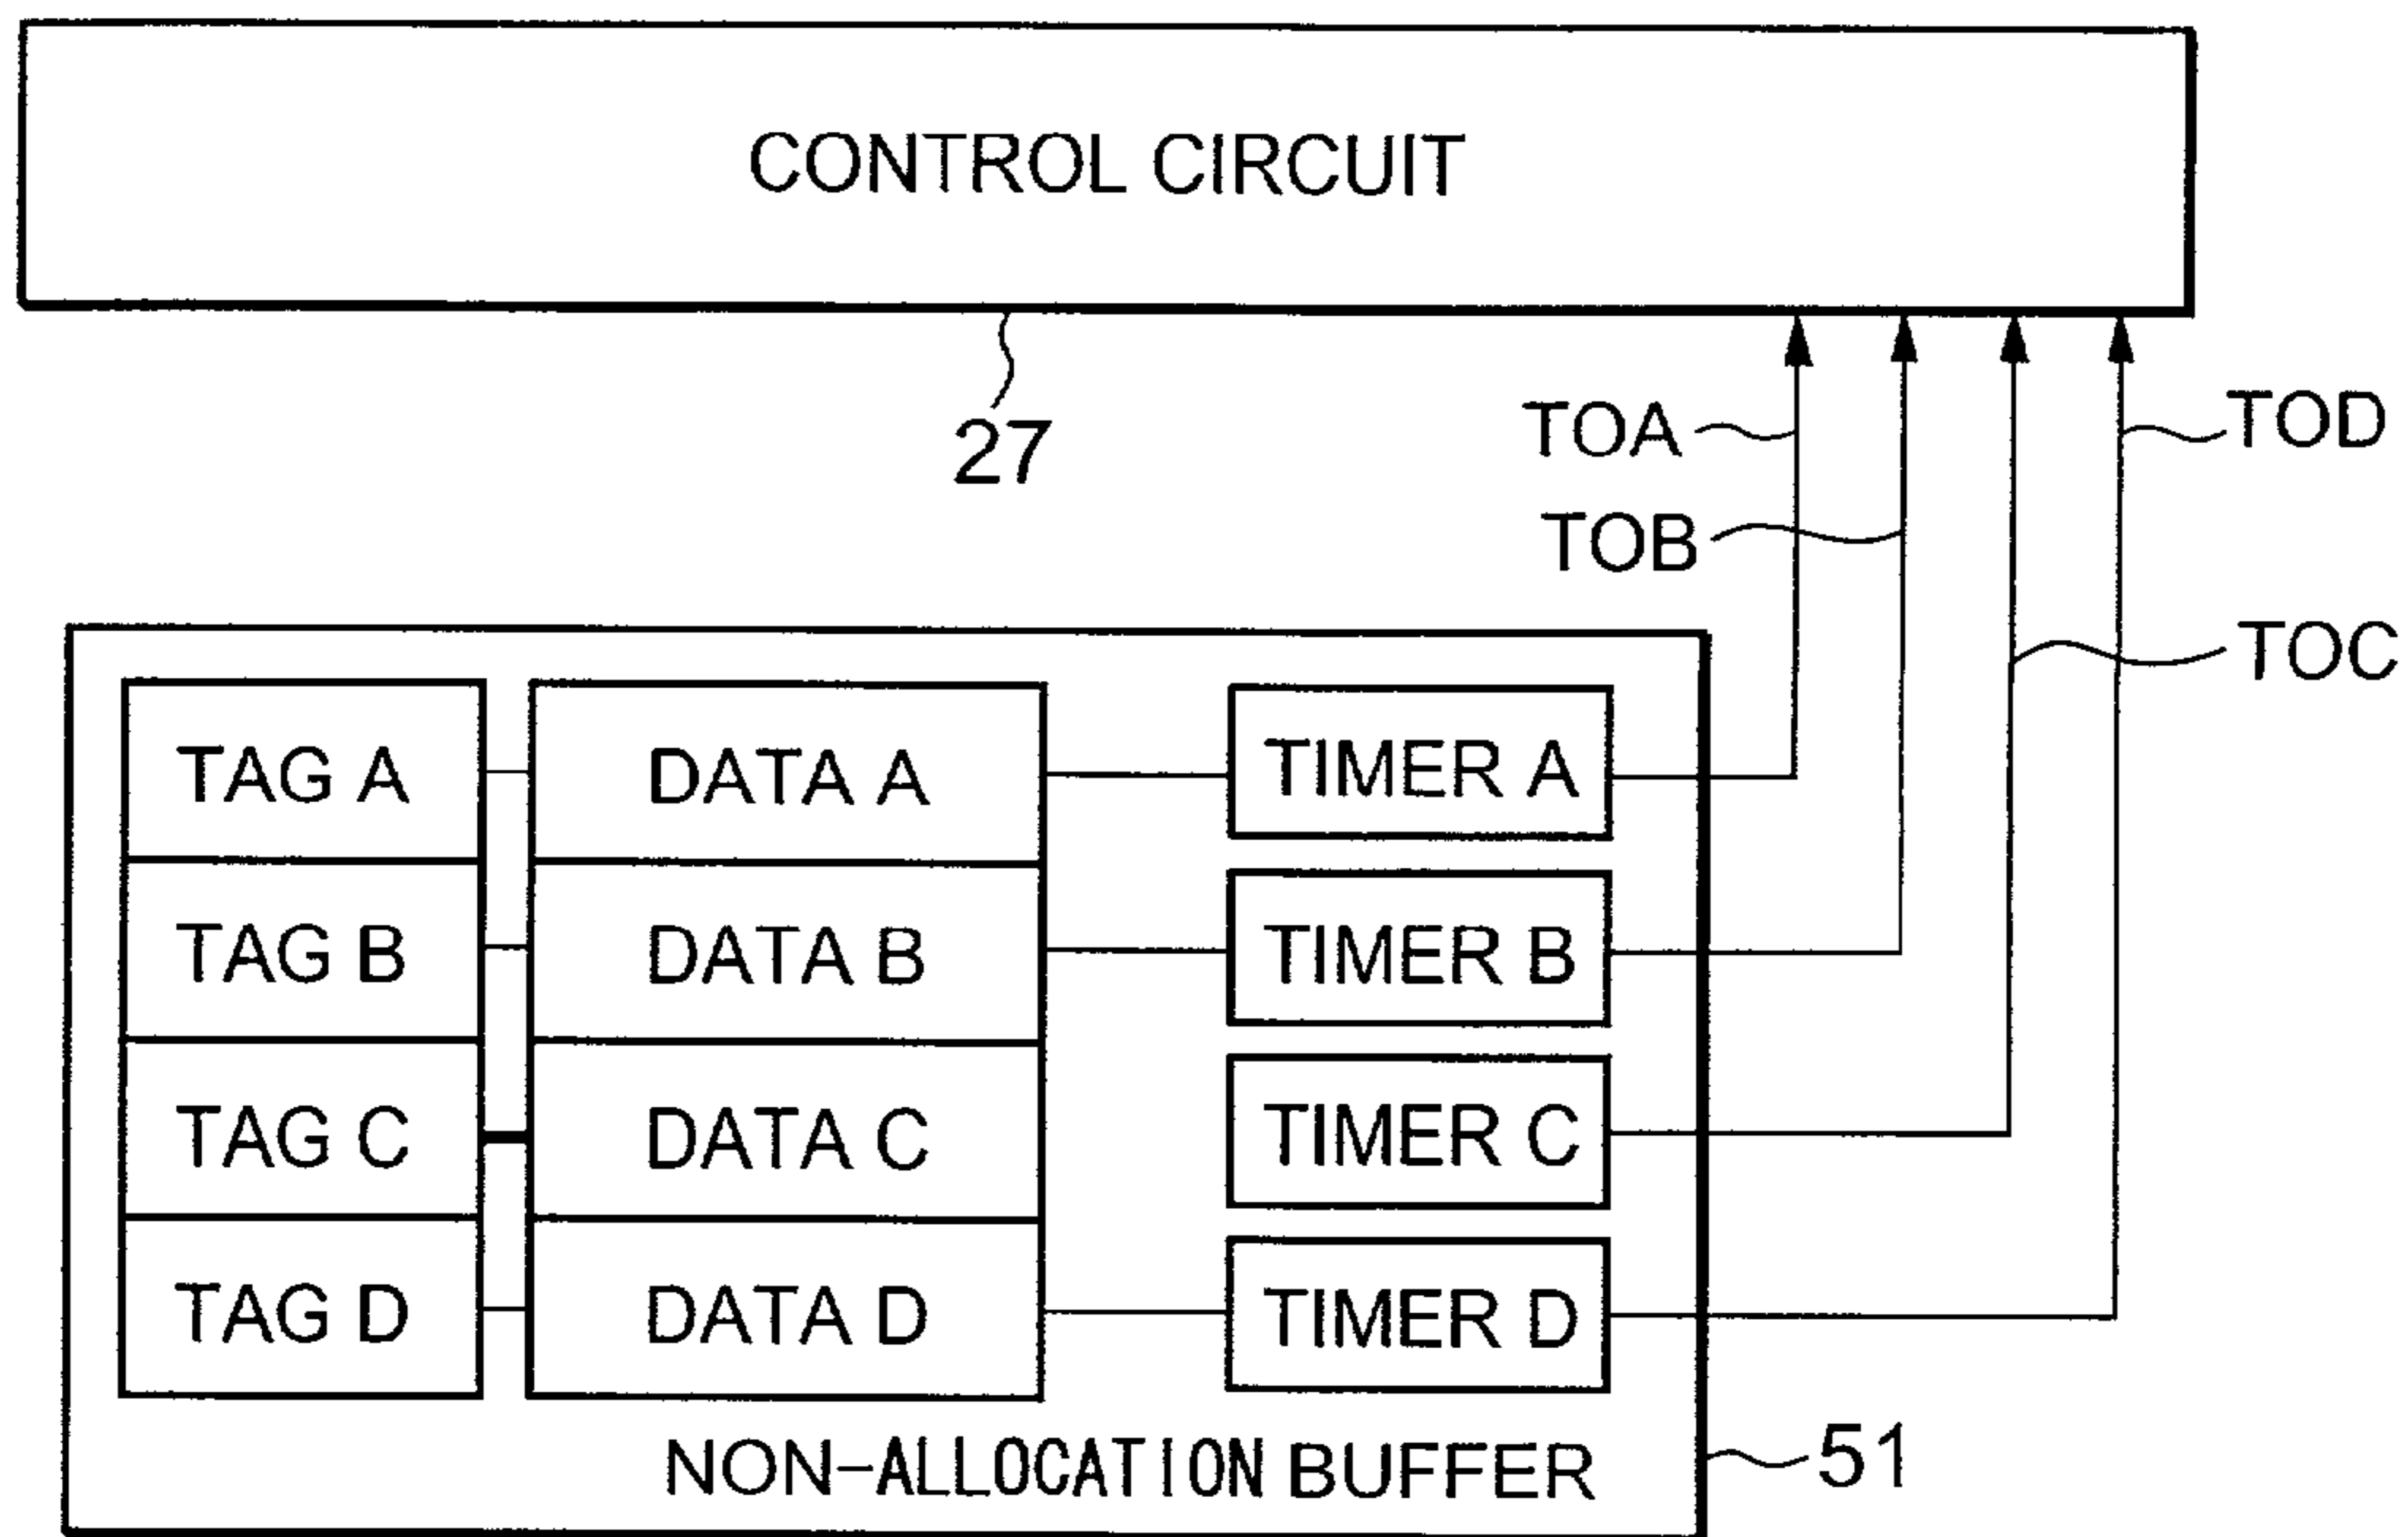 CONTROL CIRCUIT
27
TOA
TOD
TOB
TOC
TAG A
DATA A
TIMER A
TAG B
DATA B
TIMER B
TAG C
DATA C
TIMER C
TAG D
DATA D
TIMER D
NON-ALLOCATION BUFFER
51